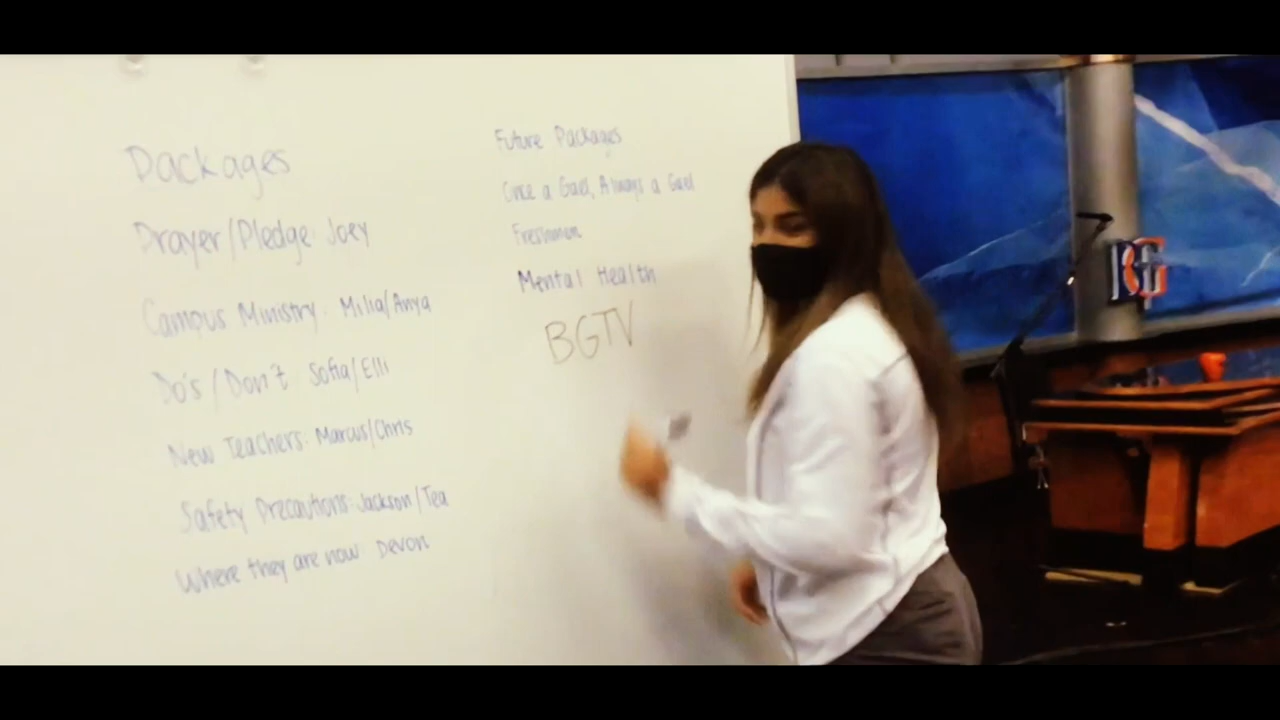 Packages
Prayer/Pledge: Joey
Campus Ministry: Milia/Anya
Do's/Don't: Sofia/Elli
New Teachers: Marcus/Chris
Safety Precautions: Jackson/Tea
Where they are now: Devon
Future Packages
Once a Gael, Always a Gael
Freshmen
Mental Health
BGTV
BG